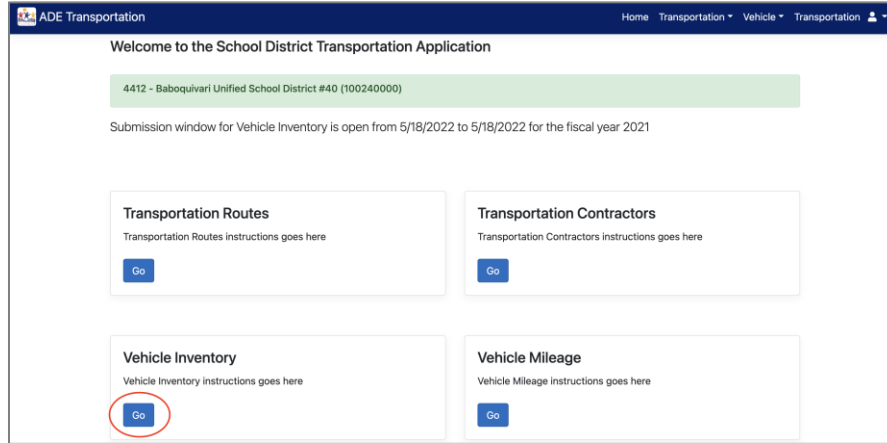 ADE Transportation
Home Transportation Vehicle Transportation
Welcome to the School District Transportation Application
4412 - Baboquivari Unified School District #40 (100240000)
Submission window for Vehicle Inventory is open from 5/18/2022 to 5/18/2022 for the fiscal year 2021
Transportation Routes
Transportation Routes instructions goes here
Go
Transportation Contractors
Transportation Contractors instructions goes here
Go
Vehicle Inventory
Vehicle Inventory instructions goes here
Go
Vehicle Mileage
Vehicle Mileage instructions goes here
Go